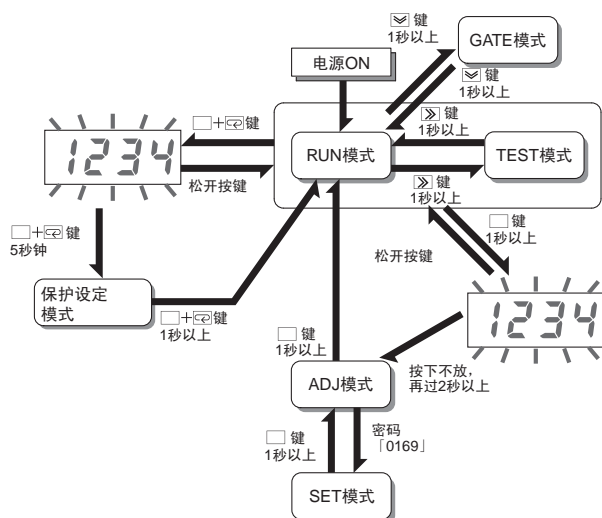 键
1秒以上
GATE模式
电源ON
键
1秒以上
键
1秒以上
+ 键
1234
RUN模式
TEST模式
松开按键
键
1秒以上
键
1秒以上
+ 键
5秒钟
松开按键
保护设定
模式
+ 键
1秒以上
1234
键
1秒以上
按下不放,
再过2秒以上
ADJ模式
键
1秒以上
密码
「0169」
SET模式